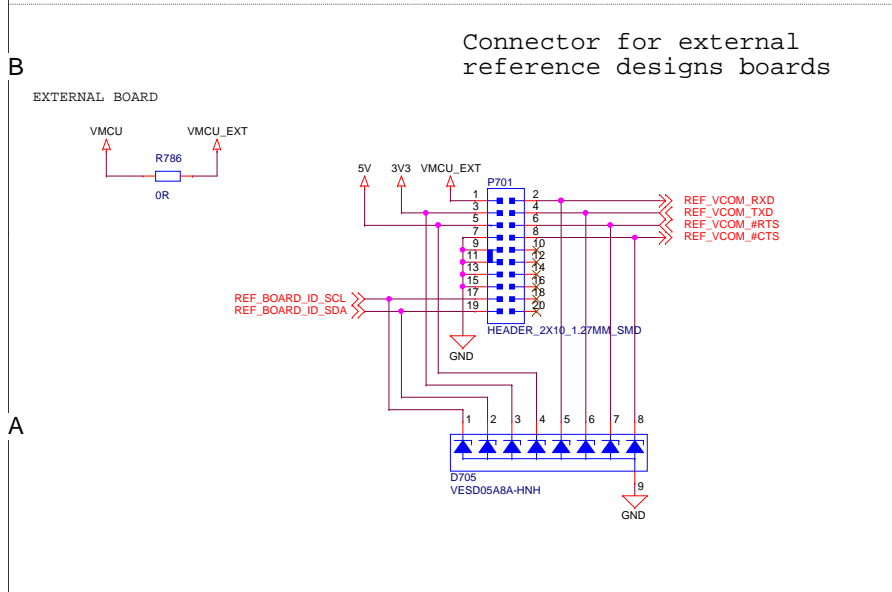 Connector for external
reference designs boards
B
EXTERNAL BOARD
VMCU
VMCU_EXT
R786
0R
5V
3V3
VMCU_EXT
P701
1
2
REF_VCOM_RXD
3
4
REF_VCOM_TXD
5
6
REF_VCOM_#RTS
7
8
REF_VCOM_#CTS
9
10
11
12
13
14
15
16
REF_BOARD_ID_SCL
17
18
REF_BOARD_ID_SDA
19
20
HEADER_2X10_1.27MM_SMD
GND
A
1
2
3
4
5
6
7
8
D705
VESD05A8A-HNH
9
GND